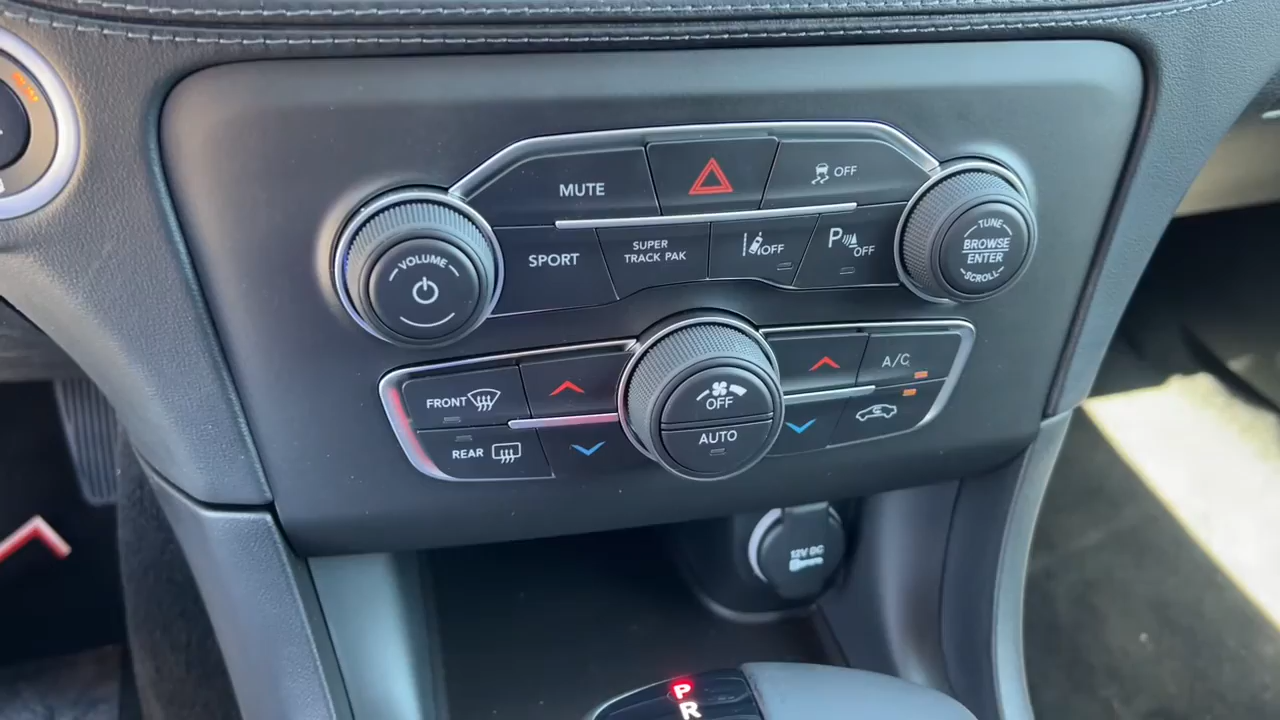 MUTE
OFF
VOLUME
SPORT
SUPER
TRACK PAK
OFF
P
OFF
TUNE
BROWSE
ENTER
SCROLL
FRONT
OFF
A/C
REAR
AUTO
12V DC
P
R